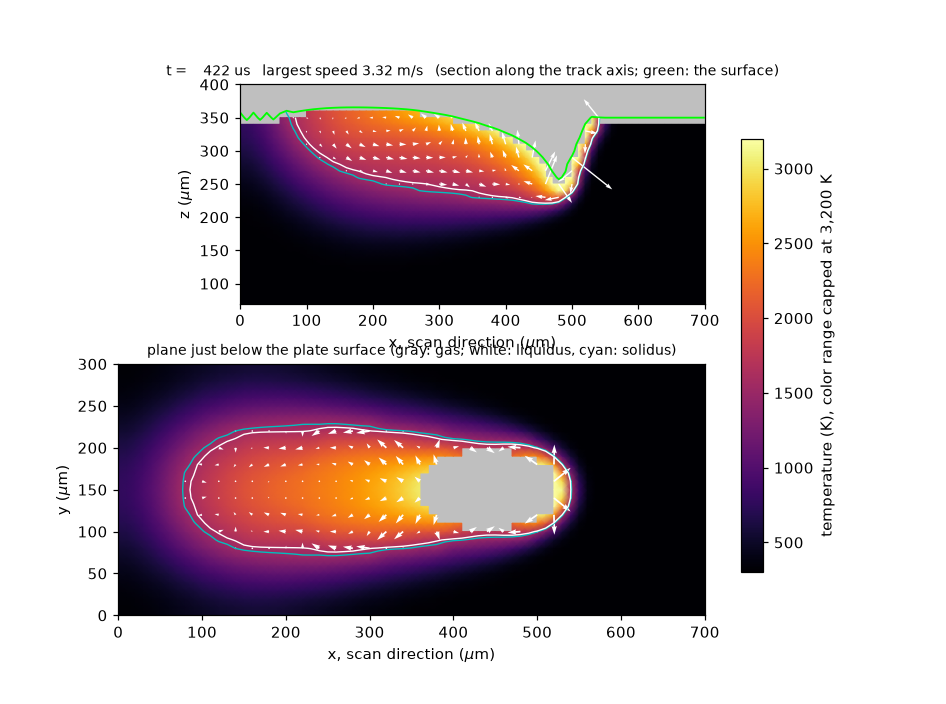 t = 422 us largest speed 3.32 m/s (section along the track axis; green: the surface)
400
350
300
250
200
150
100
z (μm)
0 100 200 300 400 500 600 700
x, scan direction (μm)
plane just below the plate surface (gray: gas; white: liquidus, cyan: solidus)
300
250
200
150
100
50
0
y (μm)
0 100 200 300 400 500 600 700
x, scan direction (μm)
3000
2500
2000
1500
1000
500
temperature (K), color range capped at 3,200 K